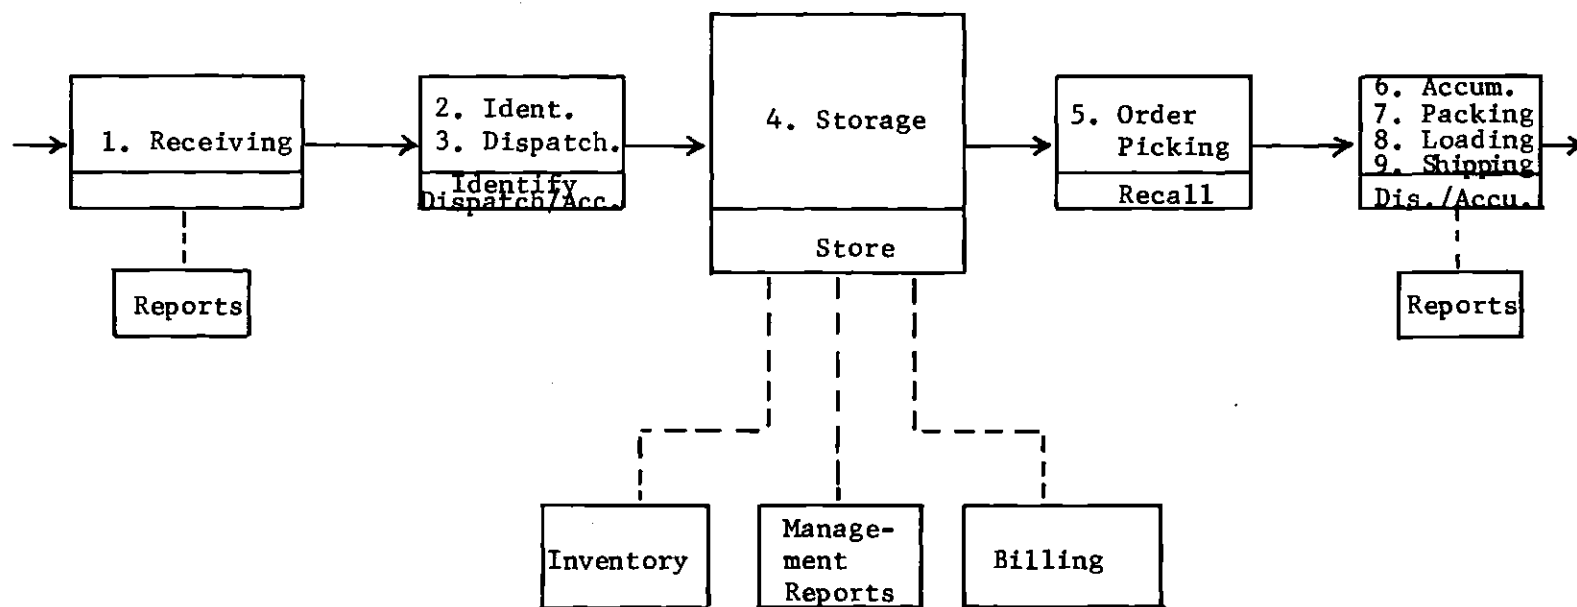 1. Receiving
2. Ident.
3. Dispatch.
Identify
Dispatch/Acc.
4. Storage
Store
5. Order
Picking
Recall
6. Accum.
7. Packing
8. Loading
9. Shipping
Dis./Accu.
Reports
Reports
Inventory
Manage-
ment
Reports
Billing